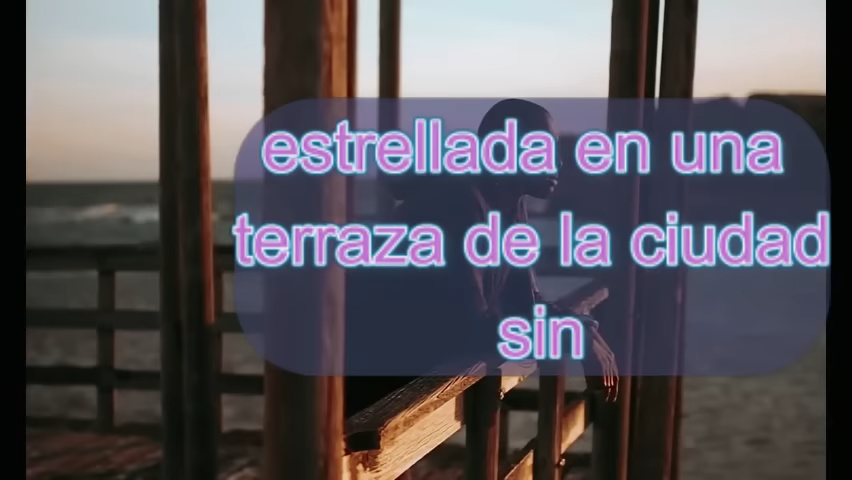 estrellada en una
terraza de la ciudad
sin